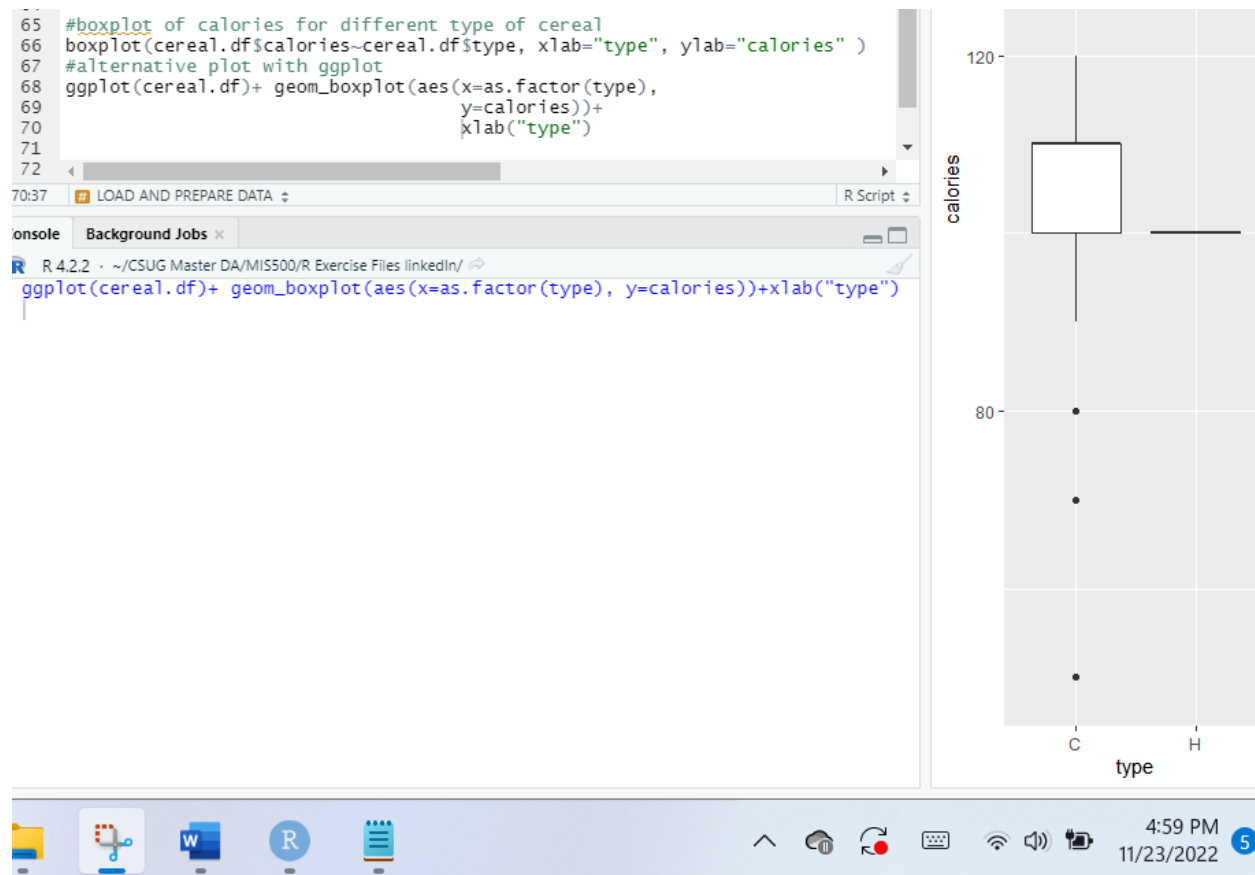 65 #boxplot of calories for different type of cereal
66 boxplot(cereal.df$calories~cereal.df$type, xlab="type", ylab="calories" )
67 #alternative plot with ggplot
68 ggplot(cereal.df)+ geom_boxplot(aes(x=as.factor(type),
69 y=calories))+
70 xlab("type")
71
72
70:37 # LOAD AND PREPARE DATA R Script
onsole Background Jobs
R R 4.2.2 · ~/CSUG Master DA/MIS500/R Exercise Files linkedIn/
ggplot(cereal.df)+ geom_boxplot(aes(x=as.factor(type), y=calories))+xlab("type")
120
calories
80
C H
type
W R
4:59 PM
11/23/2022
5